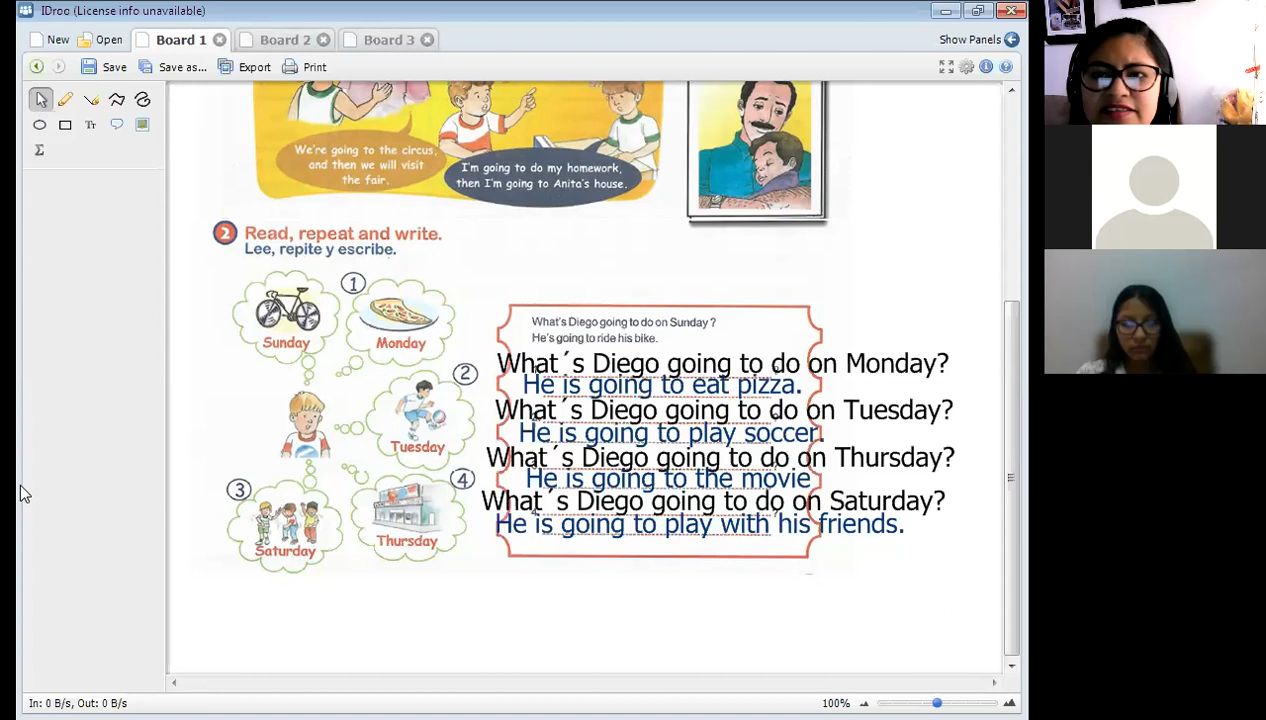 IDroo (License info unavailable)
New
Open
Board 1
Board 2
Board 3
Show Panels
Save
Save as...
Export
Print
We're going to the circus,
and then we will visit
the fair.
I'm going to do my homework,
then I'm going to Anita's house.
2 Read, repeat and write.
Lee, repite y escribe.
1
Sunday
Monday
2
Tuesday
3
4
Saturday
Thursday
What's Diego going to do on Sunday ?
He's going to ride his bike.
What´s Diego going to do on Monday?
He is going to eat pizza.
What´s Diego going to do on Tuesday?
He is going to play soccer.
What´s Diego going to do on Thursday?
He is going to the movie
What´s Diego going to do on Saturday?
He is going to play with his friends.
In: 0 B/s, Out: 0 B/s
100%